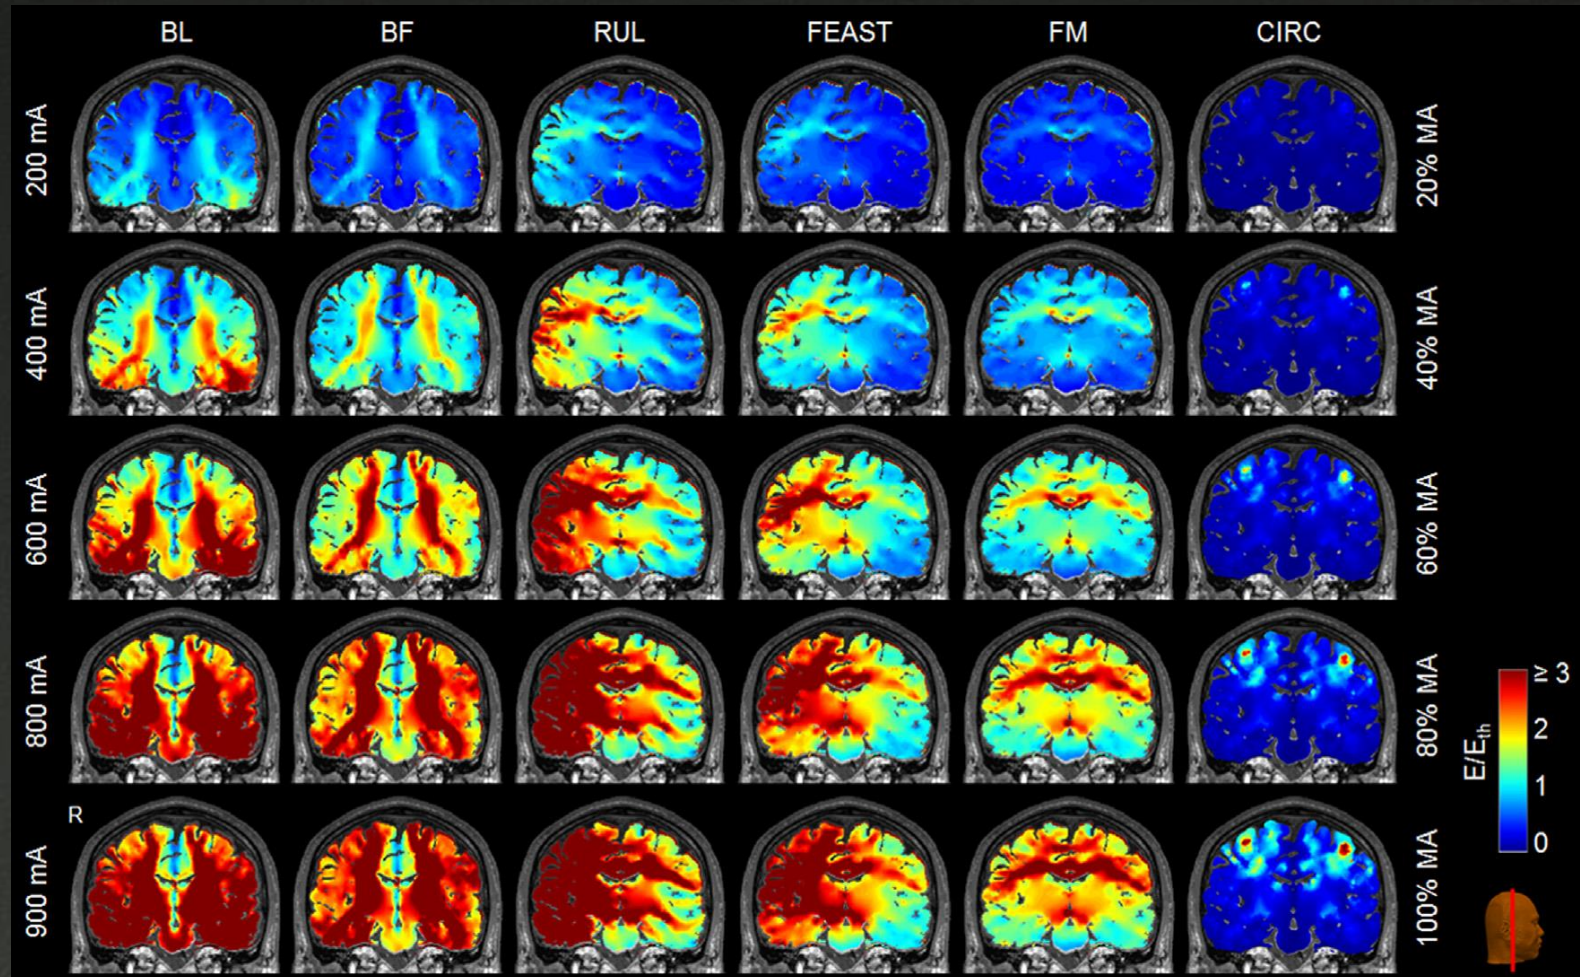 BL BF RUL FEAST FM CIRC
200 mA 20% MA
400 mA 40% MA
600 mA 60% MA
800 mA 80% MA
R
900 mA 100% MA
≥ 3
2
1
0
E/Eth